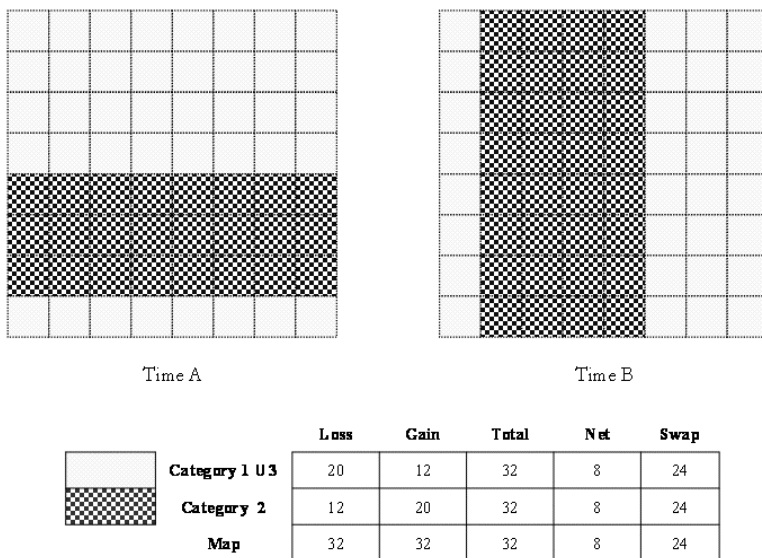 Time A
Time B
Loss Gain Total Net Swap
Category 1 U 3 20 12 32 8 24
Category 2 12 20 32 8 24
Map 32 32 32 8 24